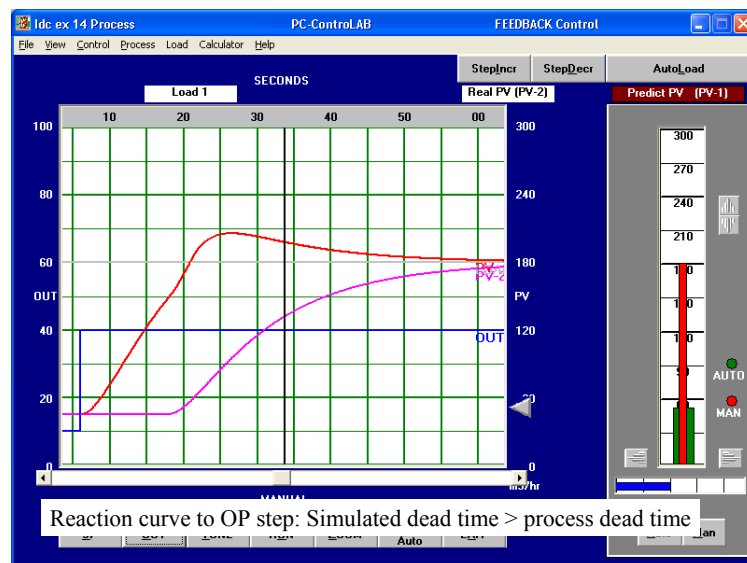 Idc ex 14 Process PC-ControLAB FEEDBACK Control
File View Control Process Load Calculator Help
StepIncr StepDecr AutoLoad
SECONDS
Load 1 Real PV (PV-2) Predict PV (PV-1)
10 20 30 40 50 00
100 300
80 240
60 180
OUT PV
40 120
20
0 0
PV-2
OUT
300
270
240
210
AUTO
MAN
m3/hr
MANUAL
Reaction curve to OP step: Simulated dead time > process dead time
Auto